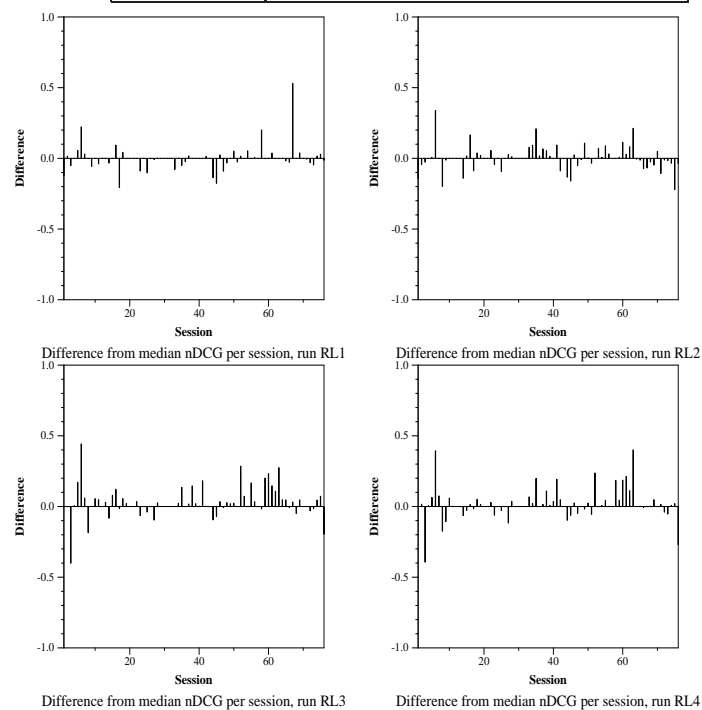 1.0
0.5
0.0
-0.5
-1.0
Difference
20
40
60
Session
Difference from median nDCG per session, run RL1
1.0
0.5
0.0
-0.5
-1.0
Difference
20
40
60
Session
Difference from median nDCG per session, run RL2
1.0
0.5
0.0
-0.5
-1.0
Difference
20
40
60
Session
Difference from median nDCG per session, run RL3
1.0
0.5
0.0
-0.5
-1.0
Difference
20
40
60
Session
Difference from median nDCG per session, run RL4